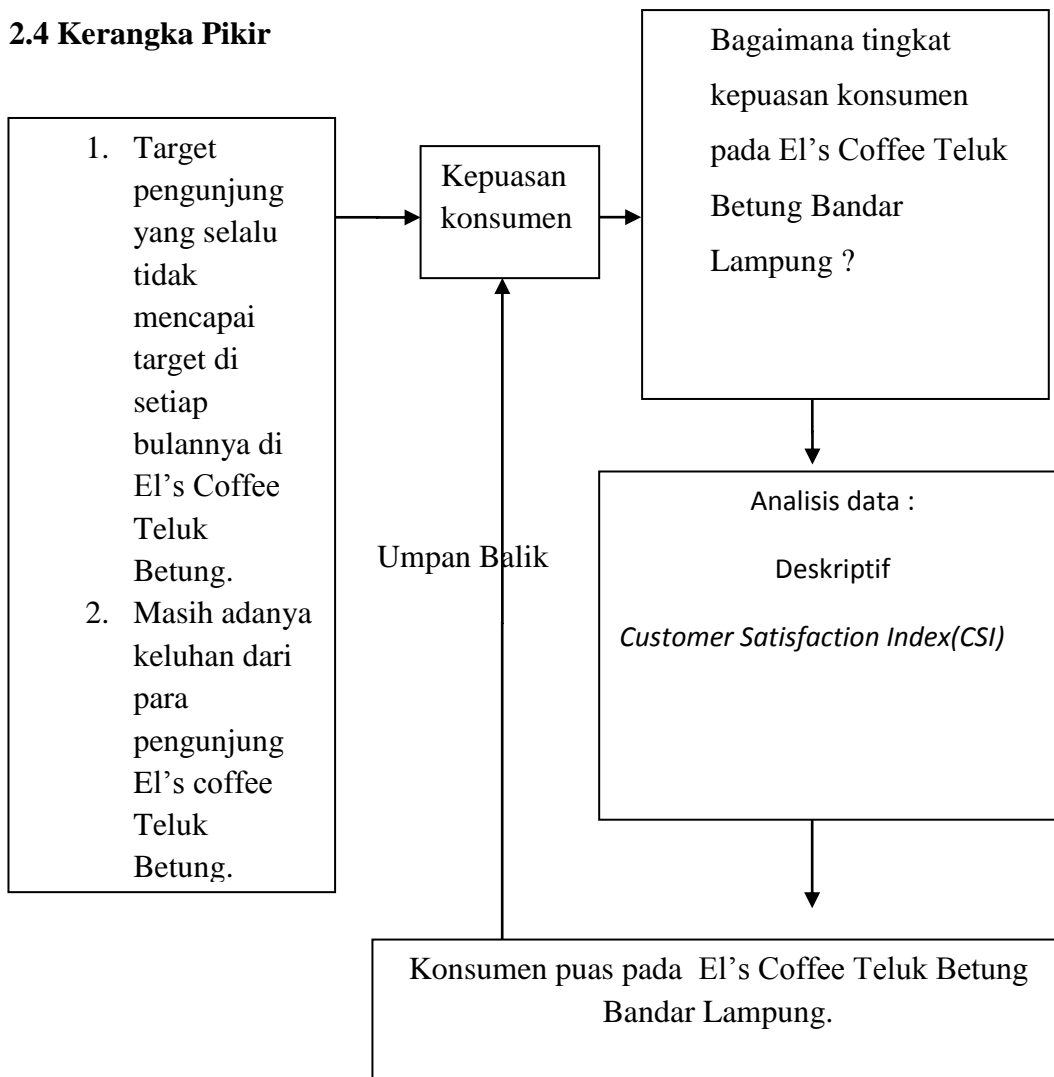 2.4 Kerangka Pikir
1. Target
pengunjung
yang selalu
tidak
mencapai
target di
setiap
bulannya di
El’s Coffee
Teluk
Betung.
2. Masih adanya
keluhan dari
para
pengunjung
El’s coffee
Teluk
Betung.
Kepuasan
konsumen
Bagaimana tingkat
kepuasan konsumen
pada El’s Coffee Teluk
Betung Bandar
Lampung ?
Umpan Balik
Analisis data :
Deskriptif
Customer Satisfaction Index(CSI)
Konsumen puas pada El’s Coffee Teluk Betung
Bandar Lampung.